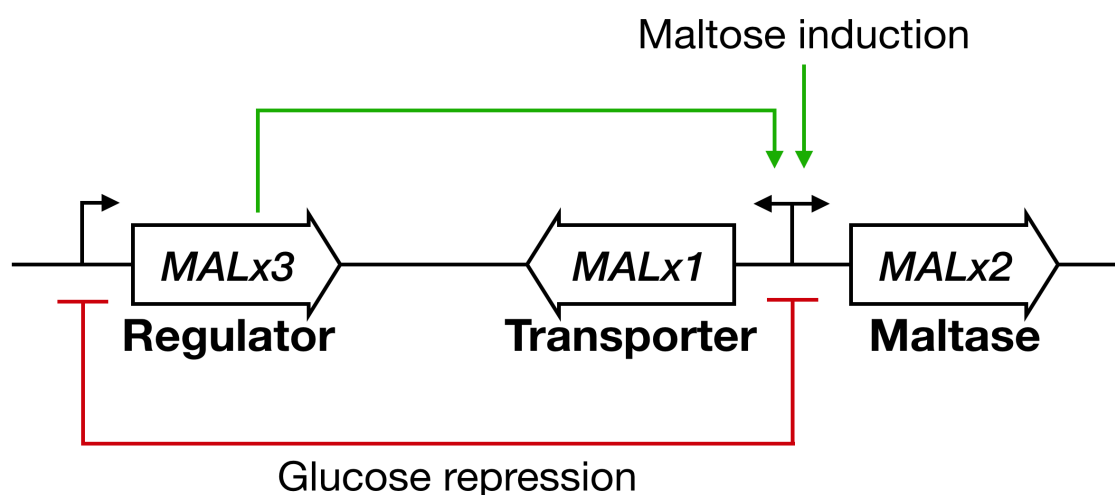 Maltose induction
MALx3
MALx1
MALx2
Regulator
Transporter
Maltase
Glucose repression